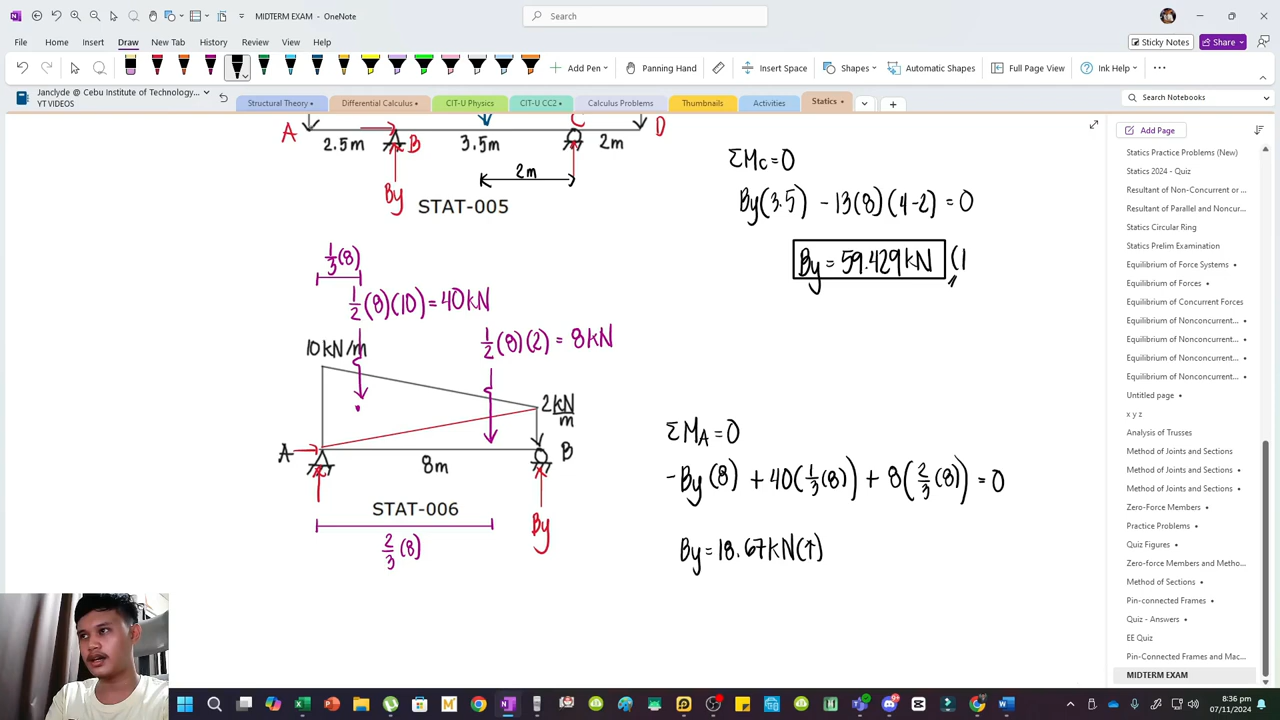 MIDTERM EXAM - OneNote
Search
File Home Insert Draw New Tab History Review View Help
Sticky Notes
Share
Add Pen
Panning Hand
Insert Space
Shapes
Automatic Shapes
Full Page View
Ink Help
Janclyde @ Cebu Institute of Technology...
YT VIDEOS
Structural Theory
Differential Calculus
CIT-U Physics
CIT-U CC2
Calculus Problems
Thumbnails
Activities
Statics
Search Notebooks
Add Page
A
2.5m
B
3.5m
C
2m
D
2m
By
STAT-005
ΣMc=0
By(3.5) - 13(8)(4-2) = 0
By = 59.429 kN
1/3(8)
1/2(8)(10) = 40kN
1/2(8)(2) = 8kN
10kN/m
2kN/m
A
8m
B
STAT-006
By
2/3(8)
ΣMA=0
-By(8) + 40(1/3(8)) + 8(2/3(8)) = 0
By = 18.67kN(↑)
Statics Practice Problems (New)
Statics 2024 - Quiz
Resultant of Non-Concurrent or ...
Resultant of Parallel and Noncur...
Statics Circular Ring
Statics Prelim Examination
Equilibrium of Force Systems
Equilibrium of Forces
Equilibrium of Concurrent Forces
Equilibrium of Nonconcurrent...
Equilibrium of Nonconcurrent...
Equilibrium of Nonconcurrent...
Equilibrium of Nonconcurrent...
Untitled page
x y z
Analysis of Trusses
Method of Joints and Sections
Method of Joints and Sections
Method of Joints and Sections
Zero-Force Members
Practice Problems
Quiz Figures
Zero-force Members and Metho...
Method of Sections
Pin-connected Frames
Quiz - Answers
EE Quiz
Pin-Connected Frames and Mac...
MIDTERM EXAM
8:36 pm
07/11/2024